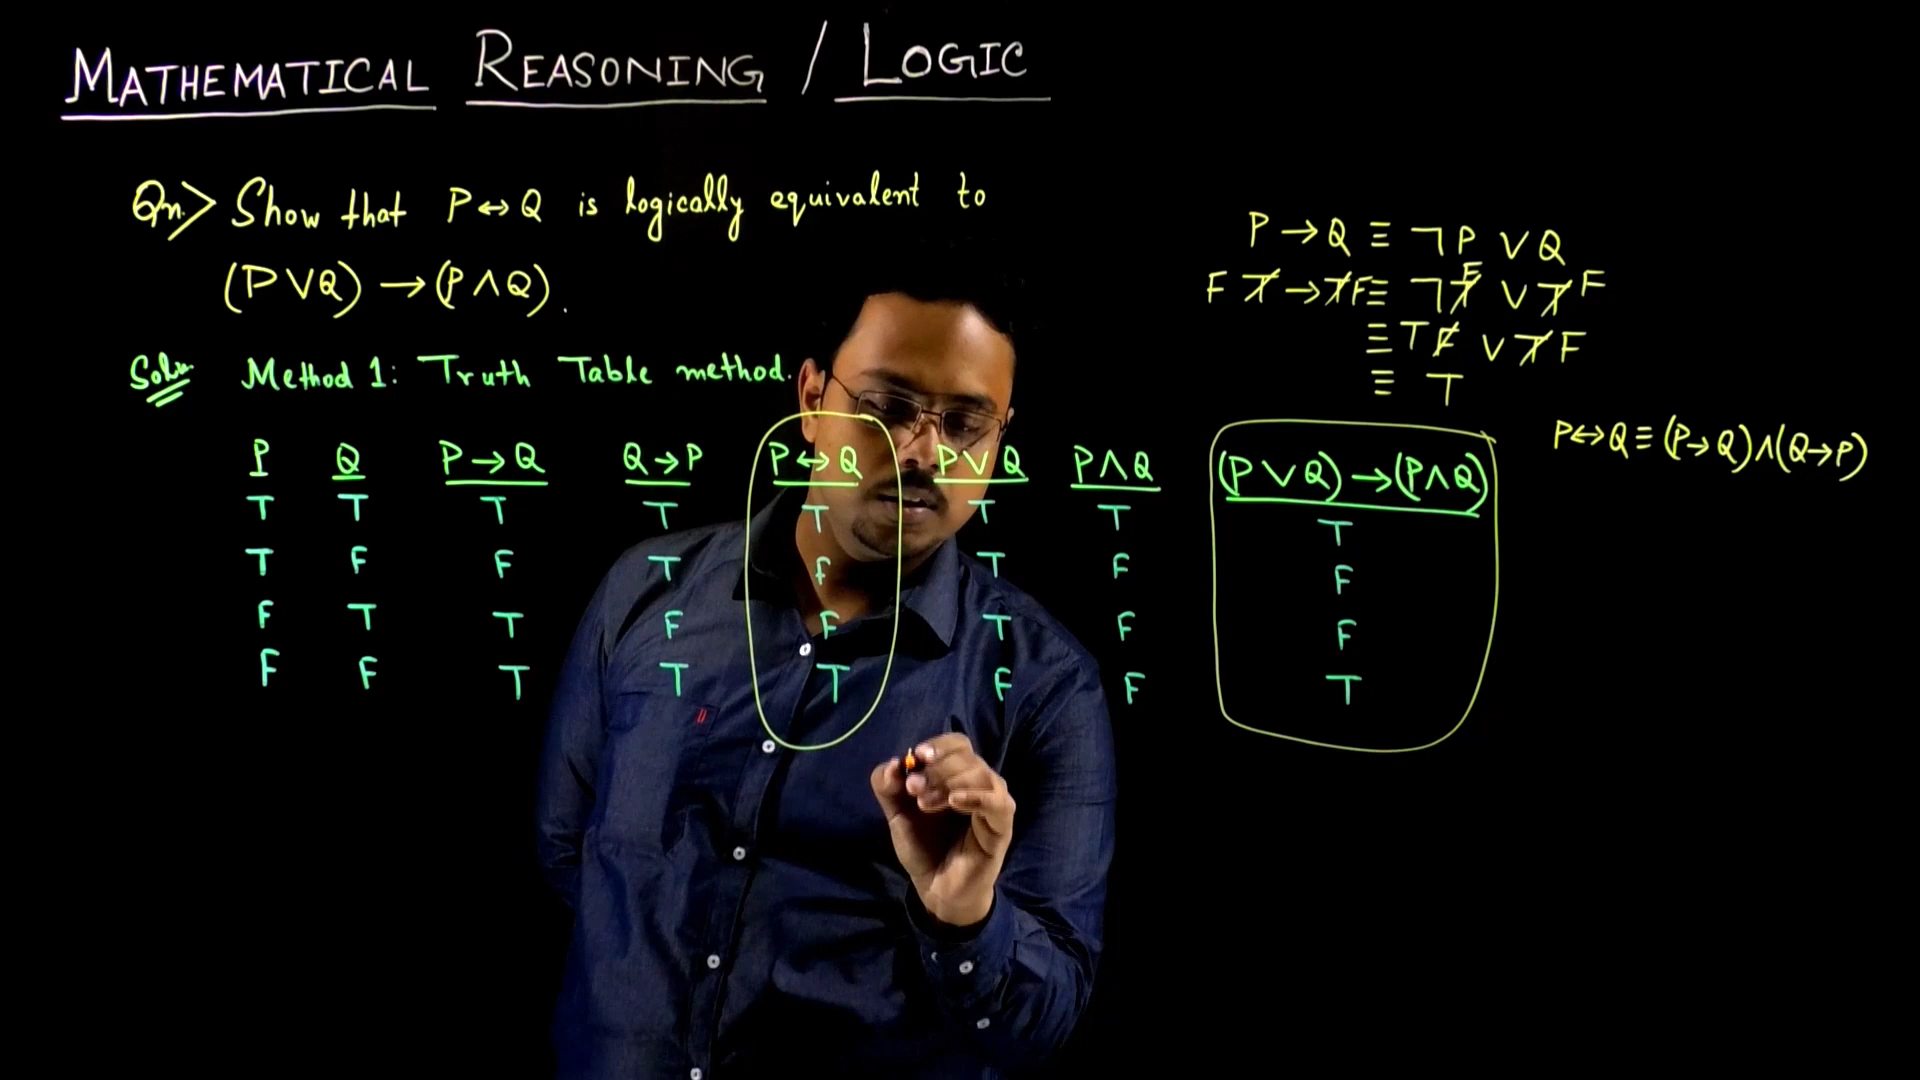 MATHEMATICAL REASONING / LOGIC
Qn> Show that P↔Q is logically equivalent to
(P∨Q) → (P∧Q).
Soln Method 1: Truth Table method.
P Q P→Q Q→P P↔Q P∨Q P∧Q (P∨Q)→(P∧Q)
T T T T T T T T
T F F T F T F F
F T T F F T F F
F F T T T F F T
P→Q ≡ ¬P ∨ Q
F T → T F ≡ ¬T F ∨ T F
≡ T F ∨ T F
≡ T
P↔Q ≡ (P→Q)∧(Q→P)